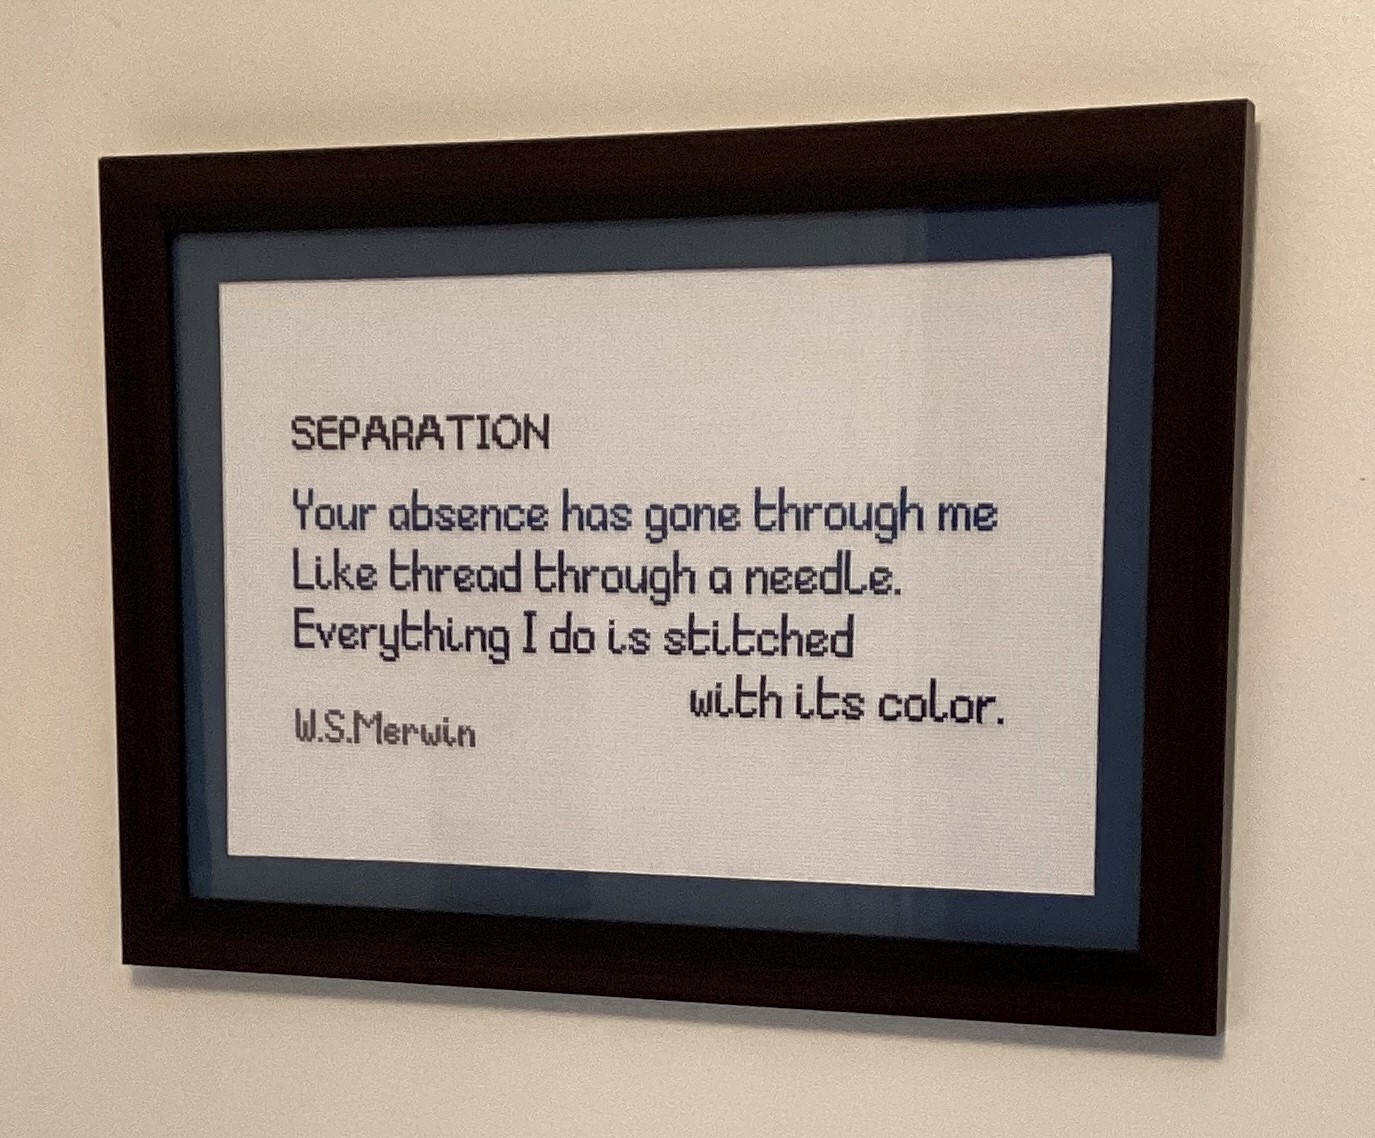 SEPARATION
Your absence has gone through me
Like thread through a needle.
Everything I do is stitched
with its color.
W.S.Merwin